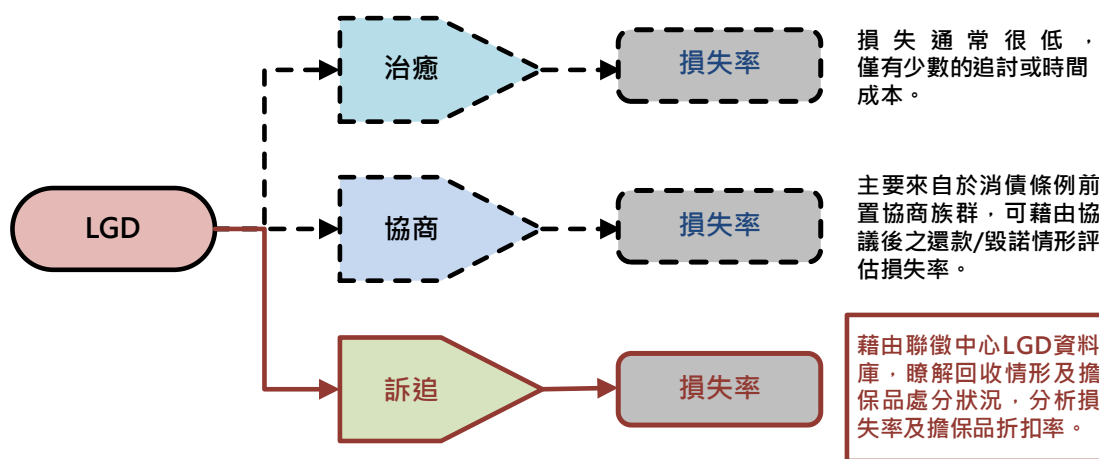 治癒
損失率
損失通常很低，
僅有少數的追討或時間
成本。
LGD
協商
損失率
主要來自於消債條例前
置協商族群，可藉由協
議後之還款/毀諾情形評
估損失率。
訴追
損失率
藉由聯徵中心LGD資料
庫，瞭解回收情形及擔
保品處分狀況，分析損
失率及擔保品折扣率。